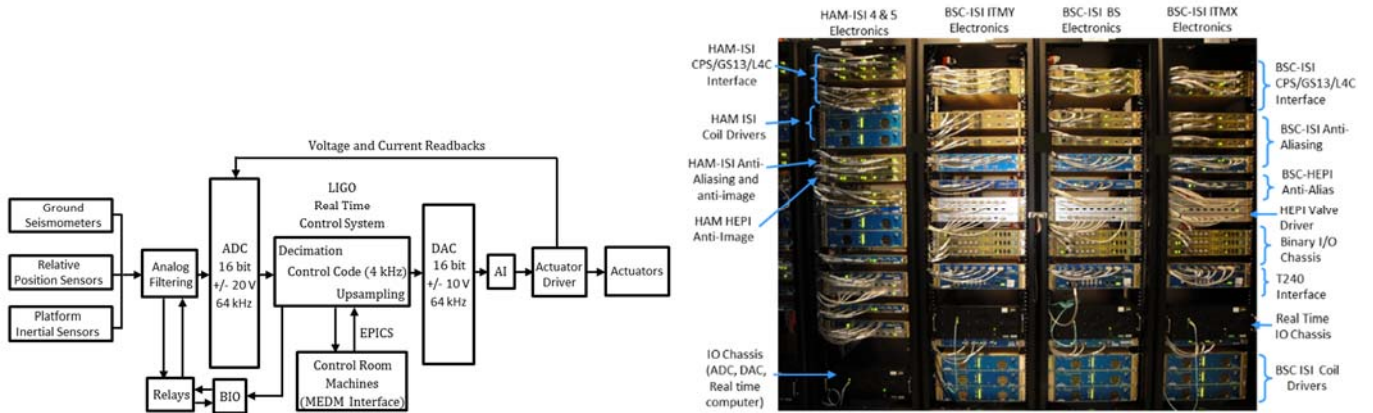 Voltage and Current Readbacks
Ground
Seismometers
Relative
Position Sensors
Platform
Inertial Sensors
Analog
Filtering
ADC
16 bit
+/- 20 V
64 kHz
LIGO
Real Time
Control System
Decimation
Control Code (4 kHz)
Upsampling
DAC
16 bit
+/- 10 V
64 kHz
AI
Actuator
Driver
Actuators
EPICS
Control Room
Machines
(MEDM Interface)
Relays
BIO
HAM-ISI 4 & 5
Electronics
BSC-ISI ITMY
Electronics
BSC-ISI BS
Electronics
BSC-ISI ITMX
Electronics
HAM-ISI
CPS/GS13/L4C
Interface
HAM ISI
Coil Drivers
HAM-ISI Anti-
Aliasing and
anti-image
HAM HEPI
Anti-Image
IO Chassis
(ADC, DAC,
Real time
computer)
BSC-ISI
CPS/GS13/L4C
Interface
BSC-ISI Anti-
Aliasing
BSC-HEPI
Anti-Alias
HEPI Valve
Driver
Binary I/O
Chassis
T240
Interface
Real Time
IO Chassis
BSC ISI Coil
Drivers